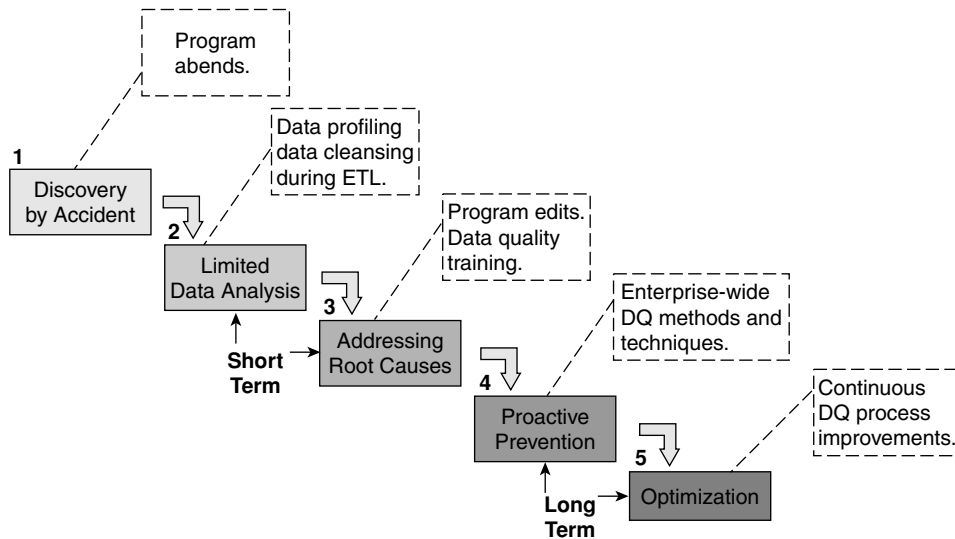 Program
abends.
1
Discovery
by Accident
Data profiling
data cleansing
during ETL.
2
Limited
Data Analysis
Program edits.
Data quality
training.
3
Addressing
Root Causes
Short
Term
Enterprise-wide
DQ methods and
techniques.
4
Proactive
Prevention
Continuous
DQ process
improvements.
5
Optimization
Long
Term